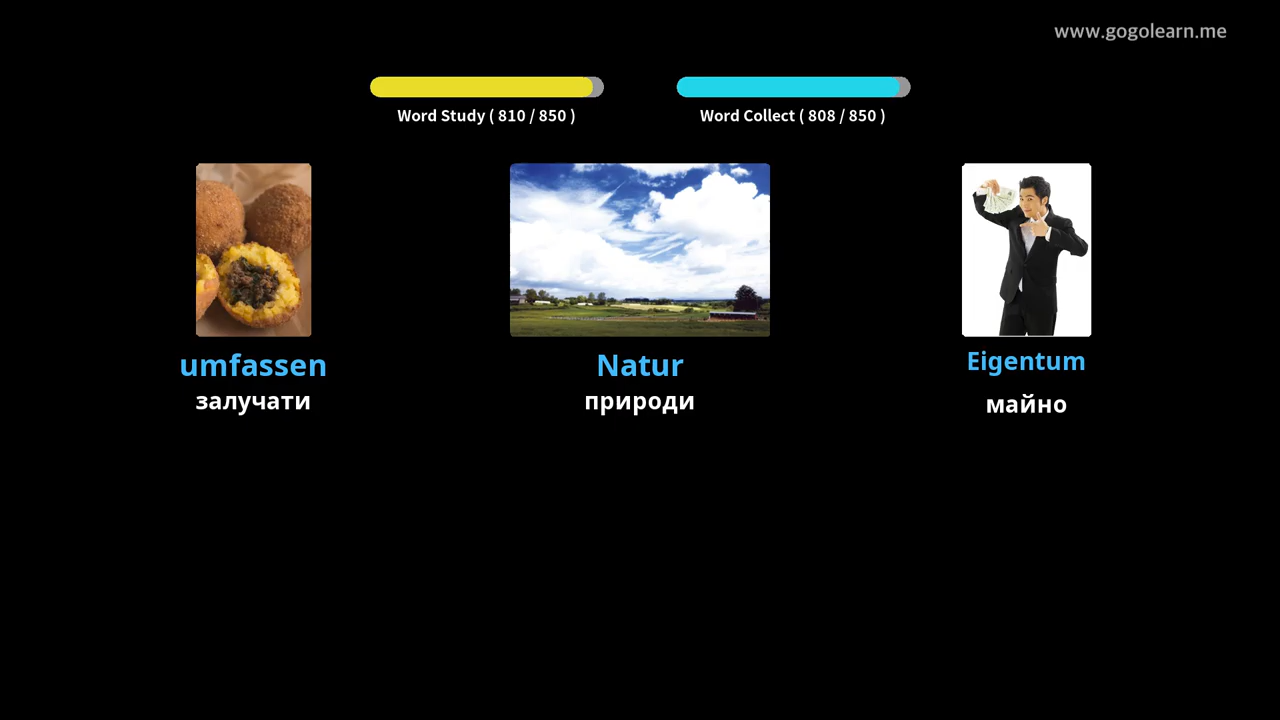 www.gogolearn.me
Word Study ( 810 / 850 )
Word Collect ( 808 / 850 )
umfassen
залучати
Natur
природи
Eigentum
майно